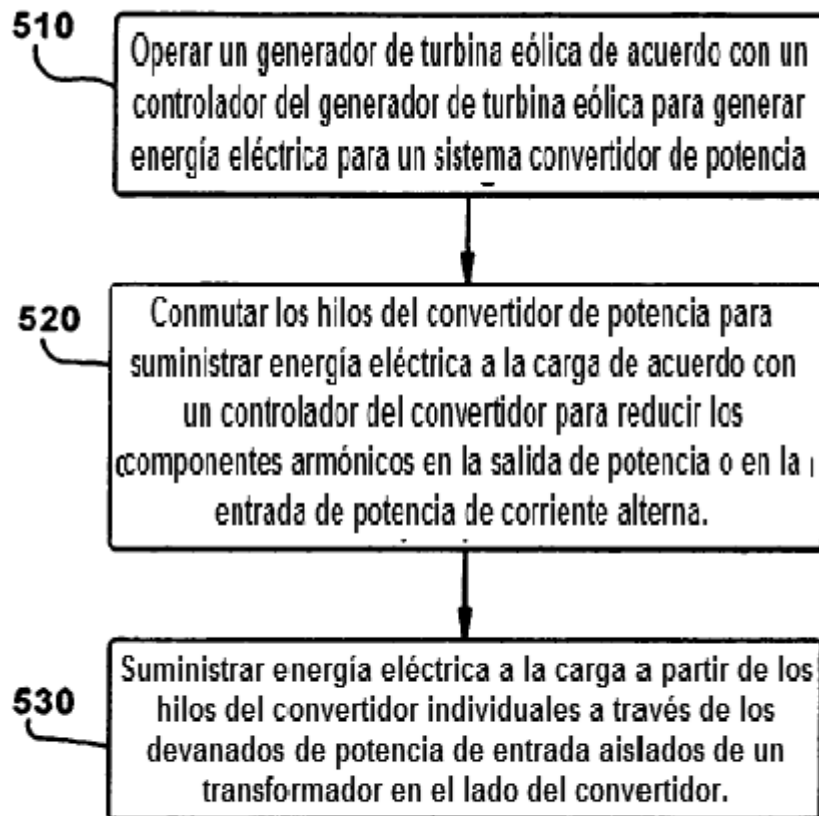 510
Operar un generador de turbina eólica de acuerdo con un
controlador del generador de turbina eólica para generar
energía eléctrica para un sistema convertidor de potencia
520
Conmutar los hilos del convertidor de potencia para
suministrar energía eléctrica a la carga de acuerdo con
un controlador del convertidor para reducir los
componentes armónicos en la salida de potencia o en la
entrada de potencia de corriente alterna.
530
Suministrar energía eléctrica a la carga a partir de los
hilos del convertidor individuales a través de los
devanados de potencia de entrada aislados de un
transformador en el lado del convertidor.